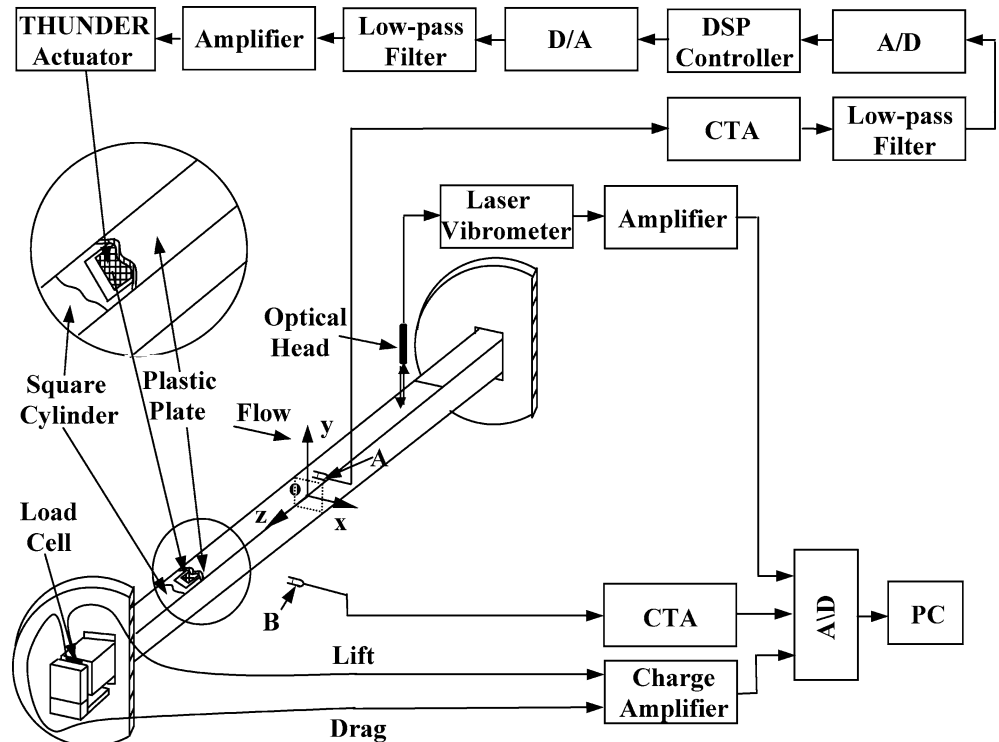 THUNDER
Actuator
Amplifier
Low-pass
Filter
D/A
DSP
Controller
A/D
CTA
Low-pass
Filter
Laser
Vibrometer
Amplifier
Optical
Head
Square
Cylinder
Plastic
Plate
Flow
y
A
θ
z
x
Load
Cell
B
CTA
A\D
PC
Lift
Charge
Amplifier
Drag